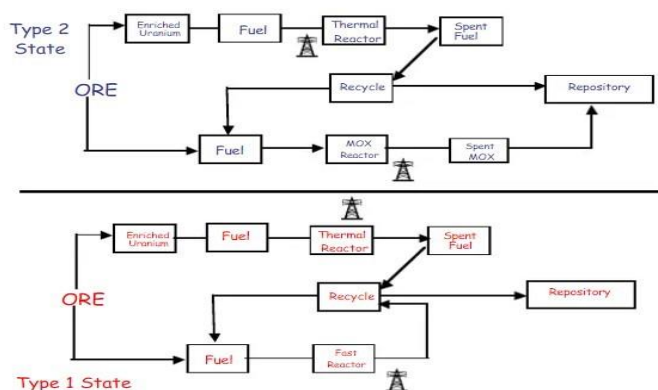 Type 2
State
Enriched
Uranium
Fuel
Thermal
Reactor
Spent
Fuel
ORE
Recycle
Repository
Fuel
MOX
Reactor
Spent
MOX
Enriched
Uranium
Fuel
Thermal
Reactor
Spent
Fuel
ORE
Recycle
Repository
Fuel
Fast
Reactor
Type 1 State